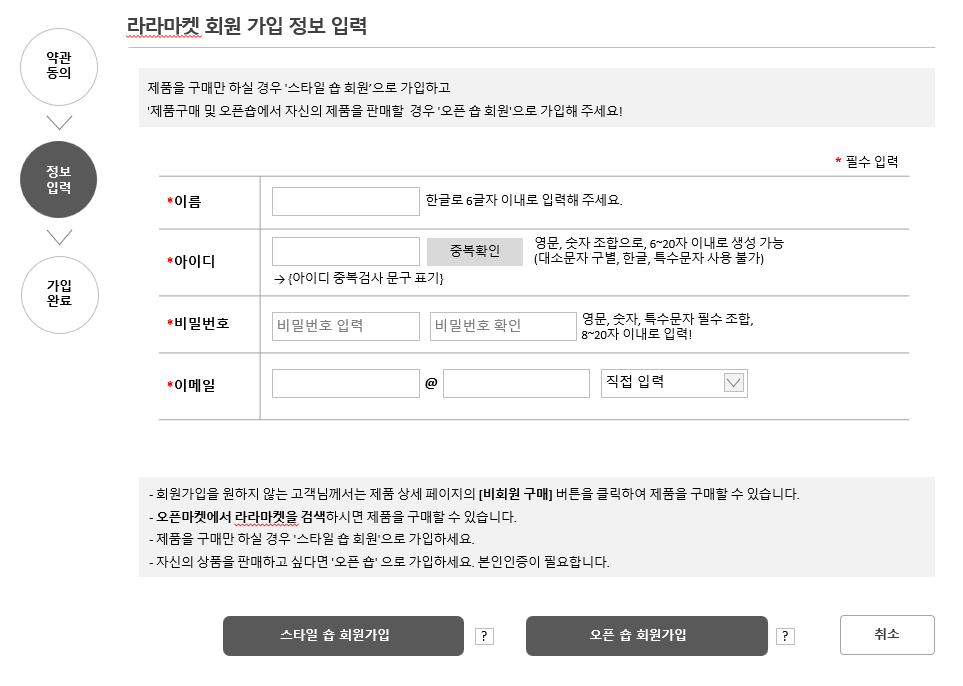 라라마켓 회원 가입 정보 입력
약관
동의
정보
입력
가입
완료
제품을 구매만 하실 경우 '스타일 숍 회원'으로 가입하고
'제품구매 및 오픈숍에서 자신의 제품을 판매할 경우 '오픈 숍 회원'으로 가입해 주세요!
* 필수 입력
*이름
한글로 6글자 이내로 입력해 주세요.
*아이디
중복확인
영문, 숫자 조합으로, 6~20자 이내로 생성 가능
(대소문자 구별, 한글, 특수문자 사용 불가)
→ {아이디 중복검사 문구 표기}
*비밀번호
비밀번호 입력
비밀번호 확인
영문, 숫자, 특수문자 필수 조합,
8~20자 이내로 입력!
*이메일
@
직접 입력
- 회원가입을 원하지 않는 고객님께서는 제품 상세 페이지의 [비회원 구매] 버튼을 클릭하여 제품을 구매할 수 있습니다.
- 오픈마켓에서 라라마켓을 검색하시면 제품을 구매할 수 있습니다.
- 제품을 구매만 하실 경우 '스타일 숍 회원'으로 가입하세요.
- 자신의 상품을 판매하고 싶다면 '오픈 숍' 으로 가입하세요. 본인인증이 필요합니다.
스타일 숍 회원가입
?
오픈 숍 회원가입
?
취소